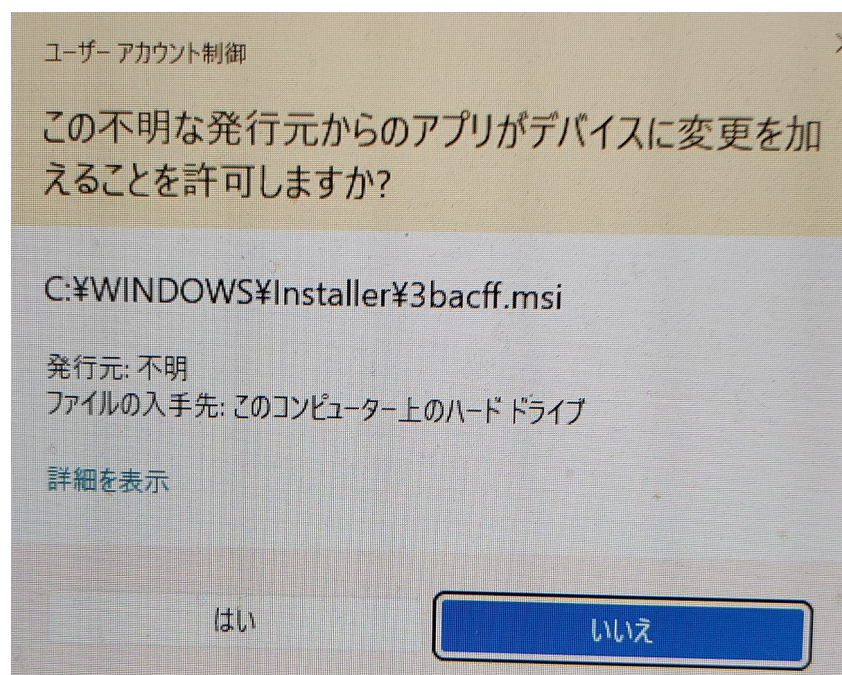 ユーザー アカウント制御
この不明な発行元からのアプリがデバイスに変更を加
えることを許可しますか?
C:¥WINDOWS¥Installer¥3bacff.msi
発行元: 不明
ファイルの入手先: このコンピューター上のハード ドライブ
詳細を表示
はい
いいえ